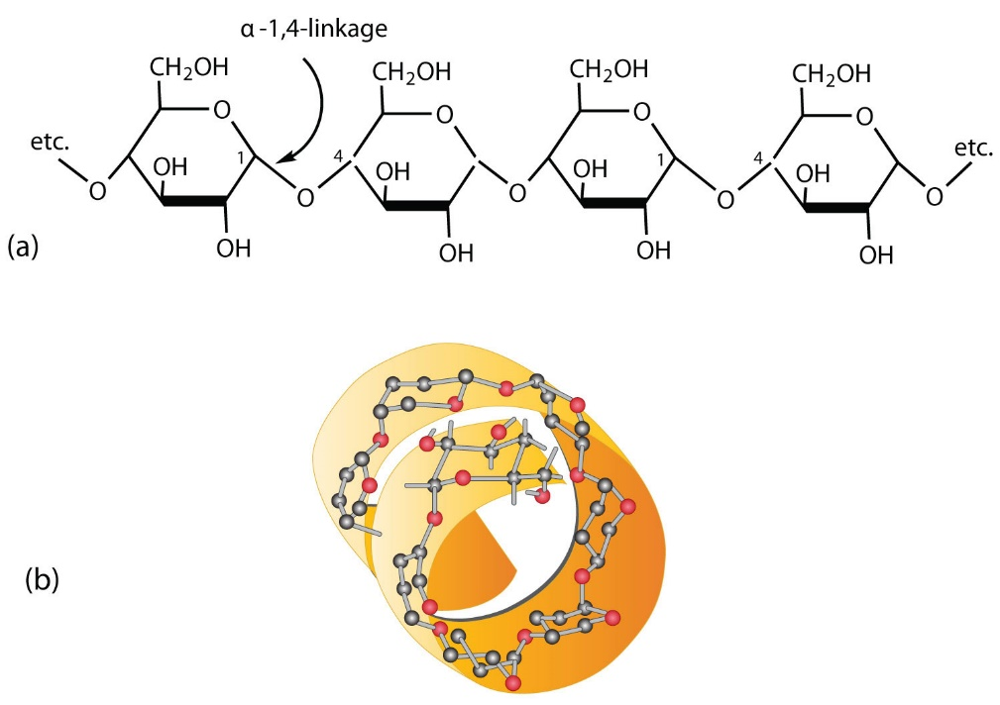 α-1,4-linkage
CH₂OH CH₂OH CH₂OH CH₂OH
O O O O
etc. 1 4 1 4 etc.
OH OH OH OH
O O O O O
(a) OH OH OH OH
(b)